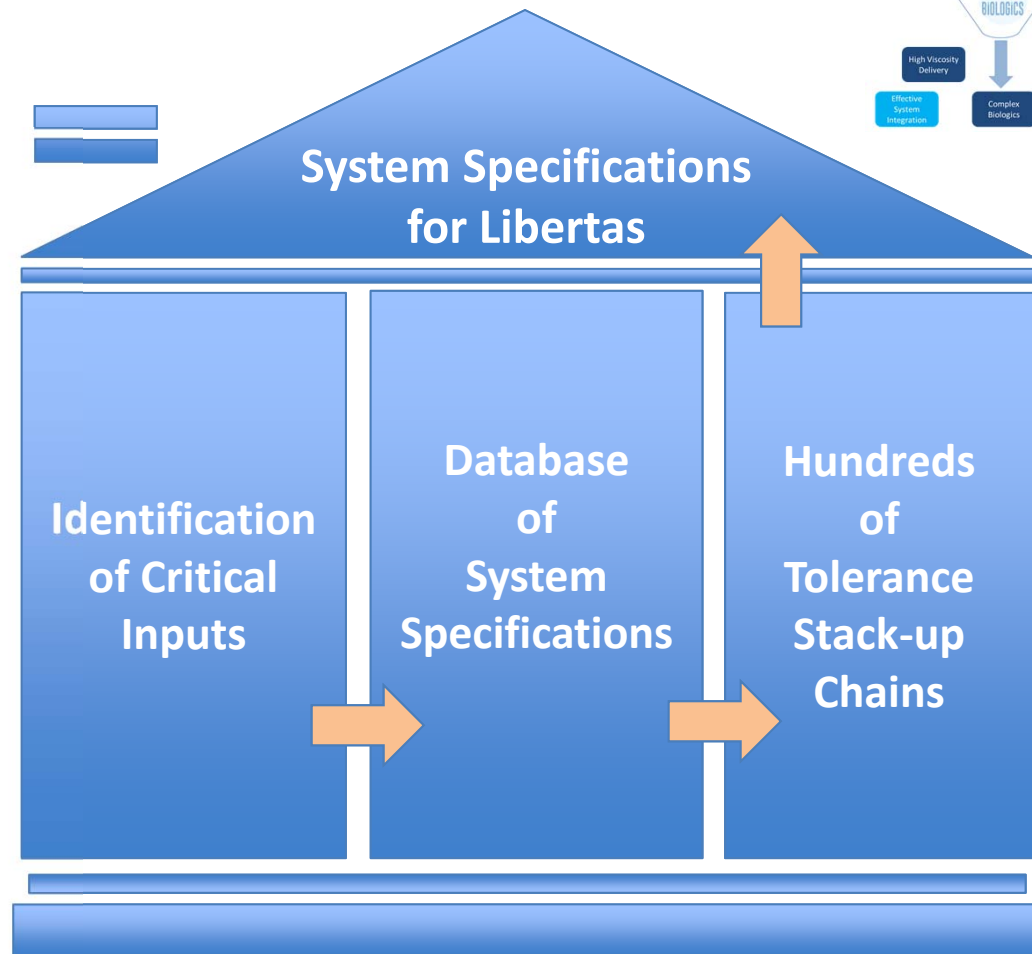 BIOLOGICS
High Viscosity
Delivery
Effective
System
Integration
Complex
Biologics
System Specifications
for Libertas
Identification
of Critical
Inputs
Database
of
System
Specifications
Hundreds
of
Tolerance
Stack-up
Chains